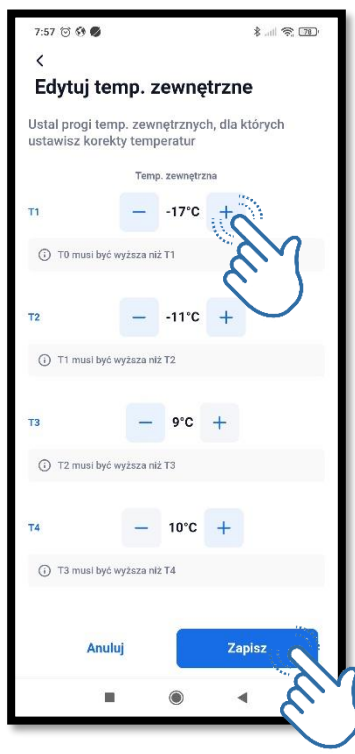 7:57
78
Edytuj temp. zewnętrzne
Ustal progi temp. zewnętrznych, dla których
ustawisz korekty temperatur
Temp. zewnętrzna
T1 − -17°C +
T0 musi być wyższa niż T1
T2 − -11°C +
T1 musi być wyższa niż T2
T3 − 9°C +
T2 musi być wyższa niż T3
T4 − 10°C +
T3 musi być wyższa niż T4
Anuluj Zapisz